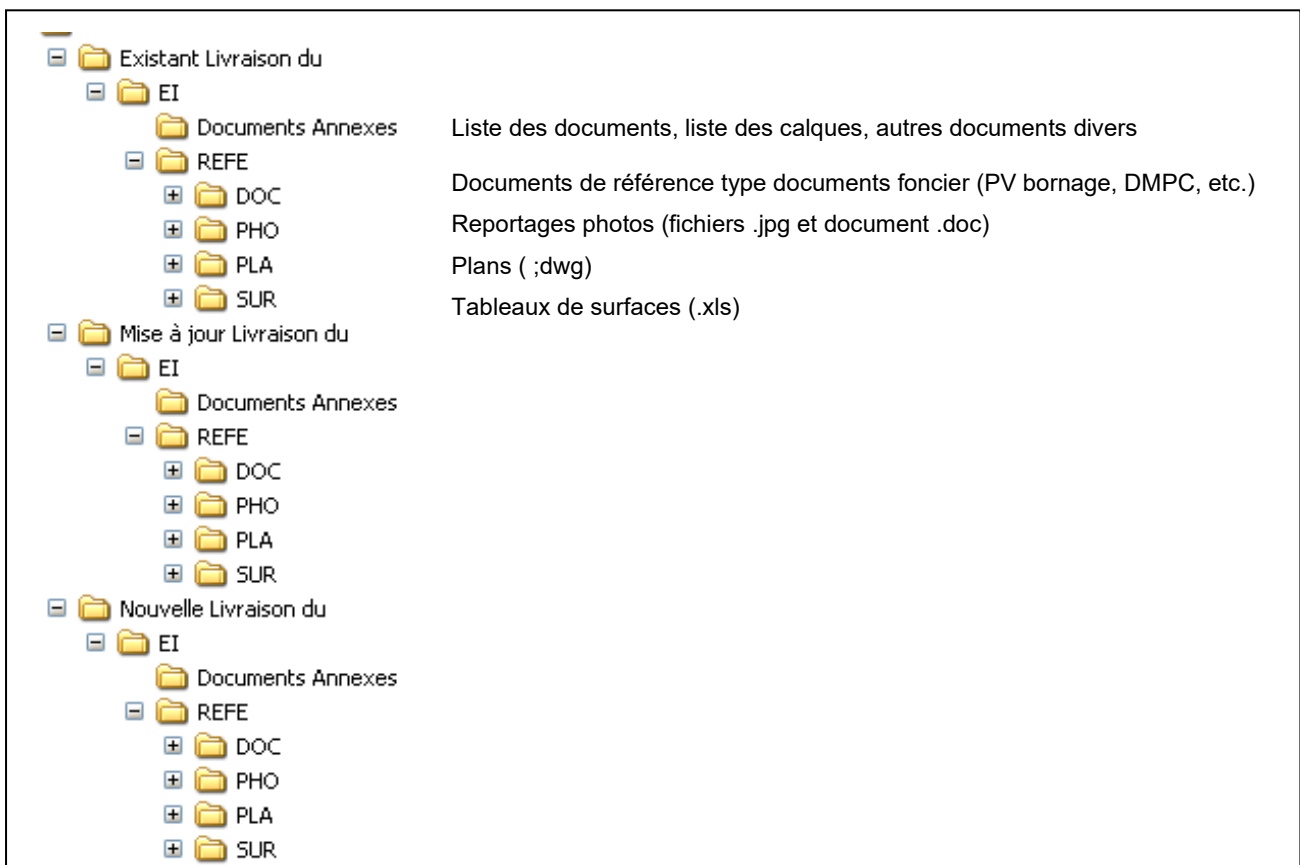 Existant Livraison du
EI
Documents Annexes Liste des documents, liste des calques, autres documents divers
REFE
DOC Documents de référence type documents foncier (PV bornage, DMPC, etc.)
PHO Reportages photos (fichiers .jpg et document .doc)
PLA Plans ( ;dwg)
SUR Tableaux de surfaces (.xls)
Mise à jour Livraison du
EI
Documents Annexes
REFE
DOC
PHO
PLA
SUR
Nouvelle Livraison du
EI
Documents Annexes
REFE
DOC
PHO
PLA
SUR